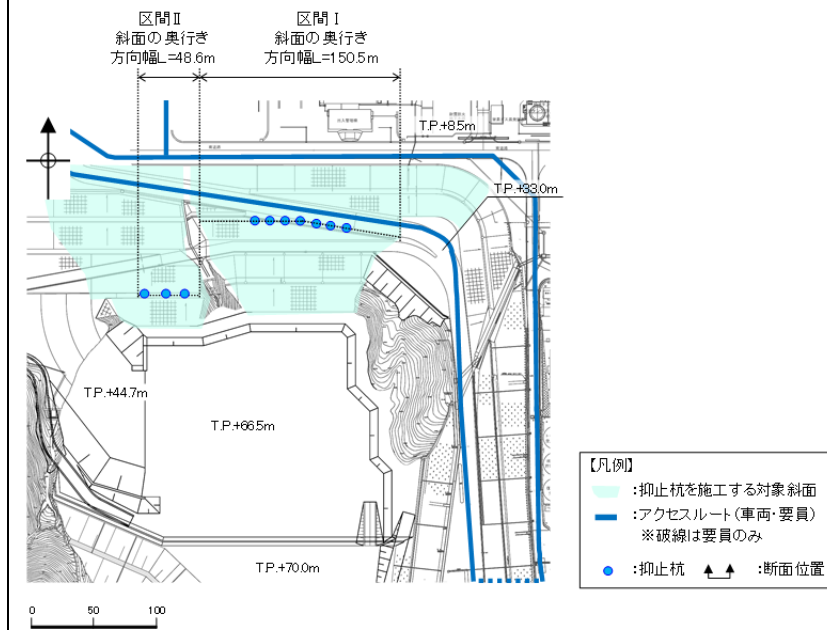 区間Ⅱ
斜面の奥行き
方向幅L=48.6m
区間Ⅰ
斜面の奥行き
方向幅L=150.5m
T.P.+8.5m
T.P.+33.0m
T.P.+44.7m
T.P.+66.5m
T.P.+70.0m
0 50 100
【凡例】
:抑止杭を施工する対象斜面
:アクセスルート(車両・要員)
※破線は要員のみ
:抑止杭 :断面位置